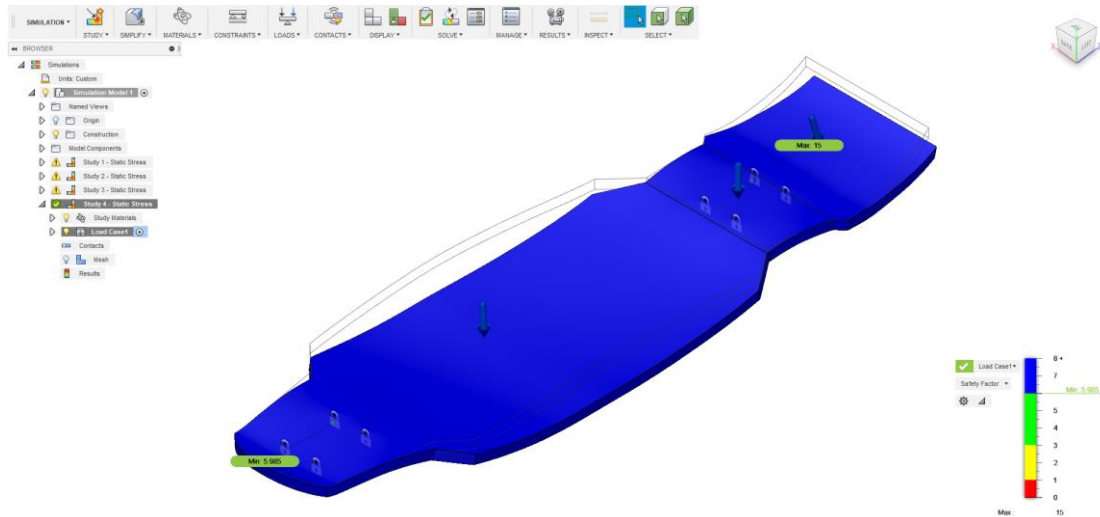 SIMULATION ▾
STUDY ▾ SIMPLIFY ▾ MATERIALS ▾ CONSTRAINTS ▾ LOADS ▾ CONTACTS ▾ DISPLAY ▾ SOLVE ▾ MANAGE ▾ RESULTS ▾ INSPECT ▾ SELECT ▾
BROWSER
Simulations
Units: Custom
Simulation Model 1
Named Views
Origin
Construction
Model Components
Study 1 - Static Stress
Study 2 - Static Stress
Study 3 - Static Stress
Study 4 - Static Stress
Study Materials
Load Case1
Contacts
Mesh
Results
Max: 15
Min: 5.985
Load Case1 ▾
Safety Factor ▾
8 +
7
Min: 5.985
5
4
3
2
1
0
Max 15